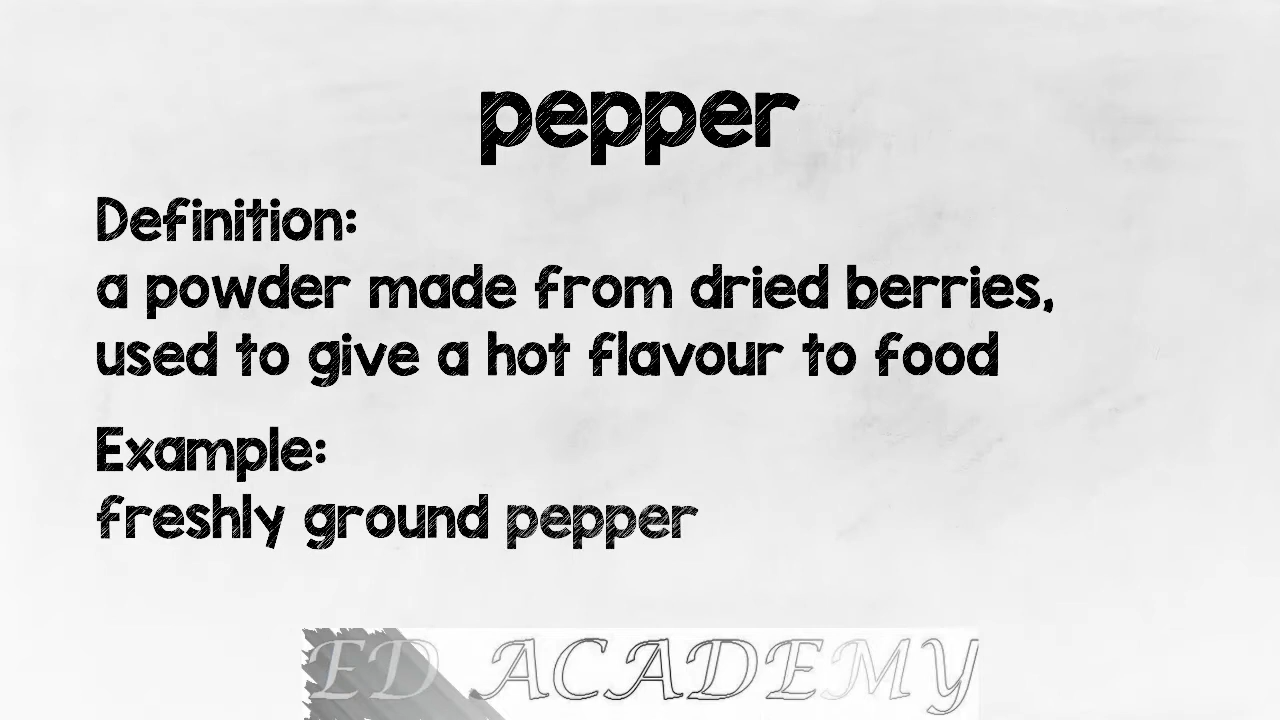 pepper
Definition:
a powder made from dried berries,
used to give a hot flavour to food
Example:
freshly ground pepper
ED ACADEMY